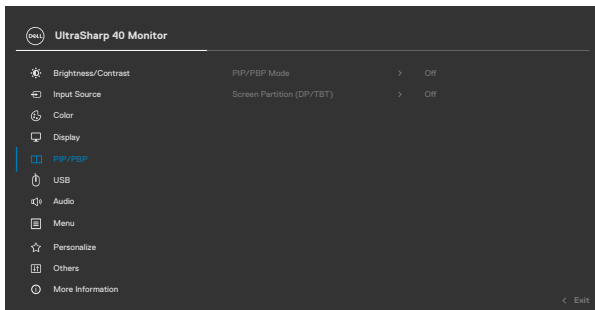 DELL UltraSharp 40 Monitor
Brightness/Contrast PIP/PBP Mode > Off
Input Source Screen Partition (DP/TBT) > Off
Color
Display
PIP/PBP
USB
Audio
Menu
Personalize
Others
More Information
< Exit